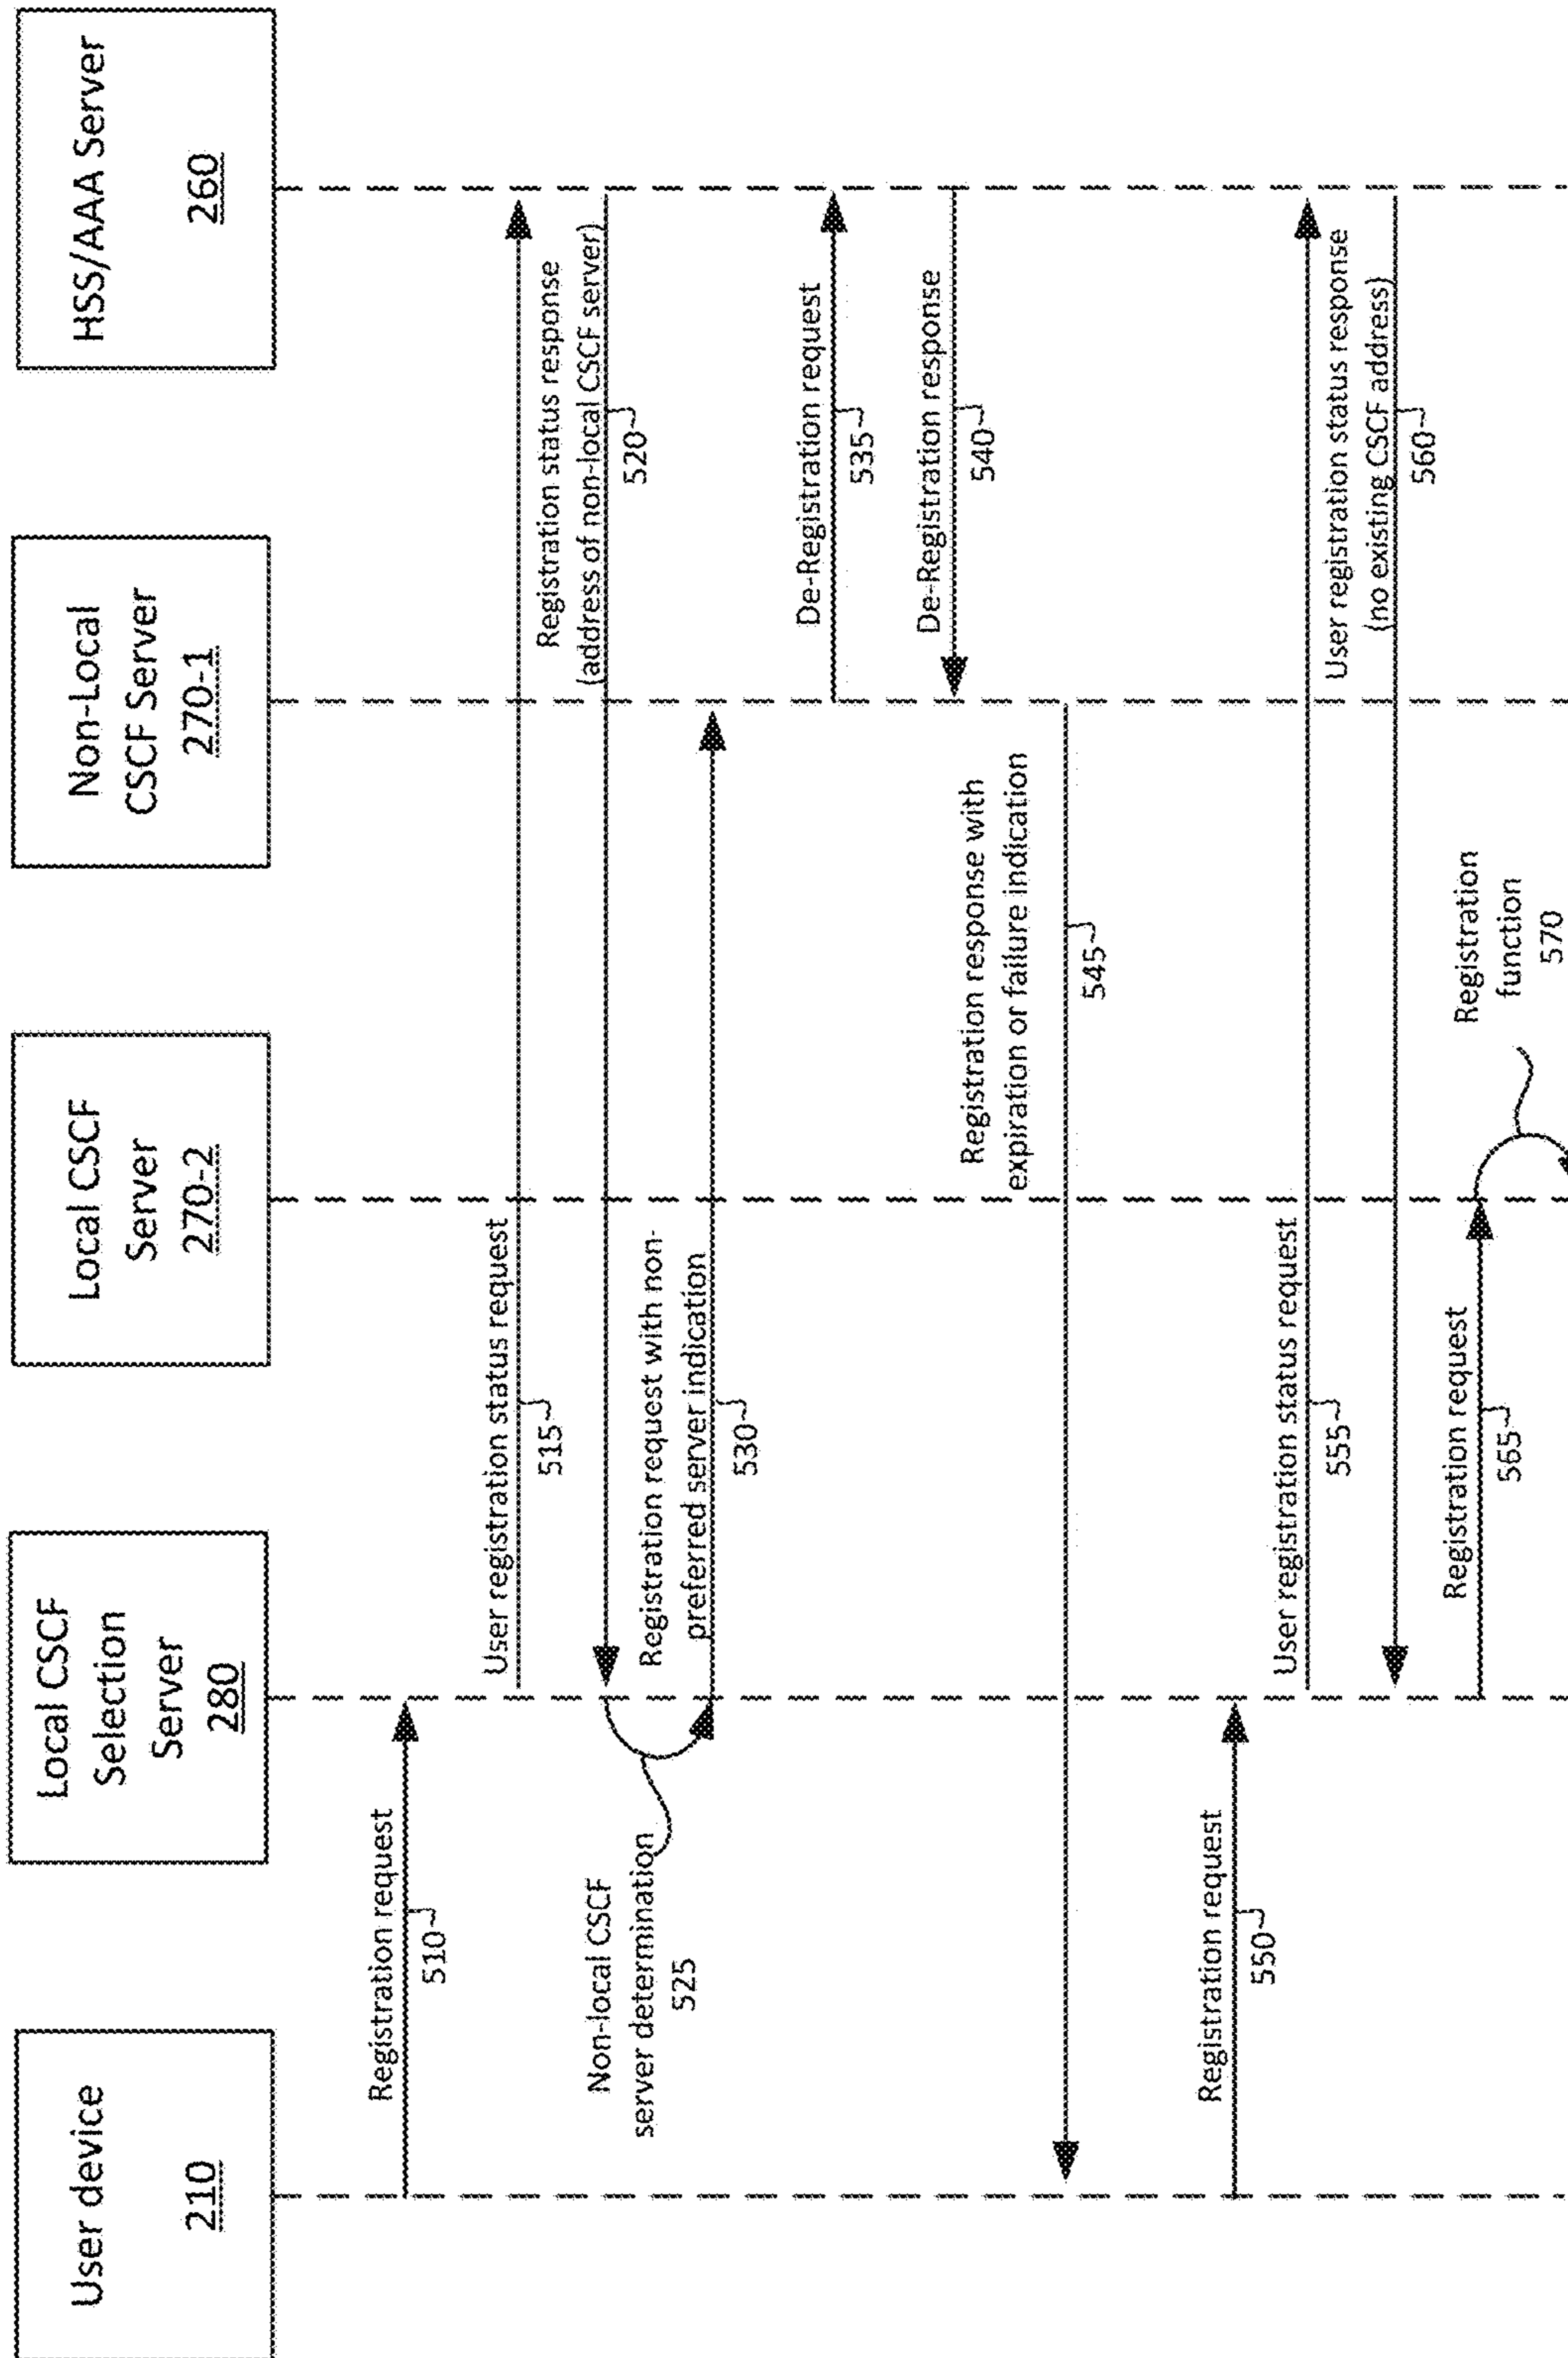 User device
210
Local CSCF
Selection
Server
280
Local CSCF
Server
270-2
Non-Local
CSCF Server
270-1
HSS/AAA Server
260
Registration request
510
User registration status request
515
Registration status response
(address of non-local CSCF server)
520
Non-local CSCF
server determination
525
Registration request with non-
preferred server indication
530
De-Registration request
535
De-Registration response
540
Registration response with
expiration or failure indication
545
Registration request
550
User registration status request
555
User registration status response
(no existing CSCF address)
560
Registration request
565
Registration
function
570